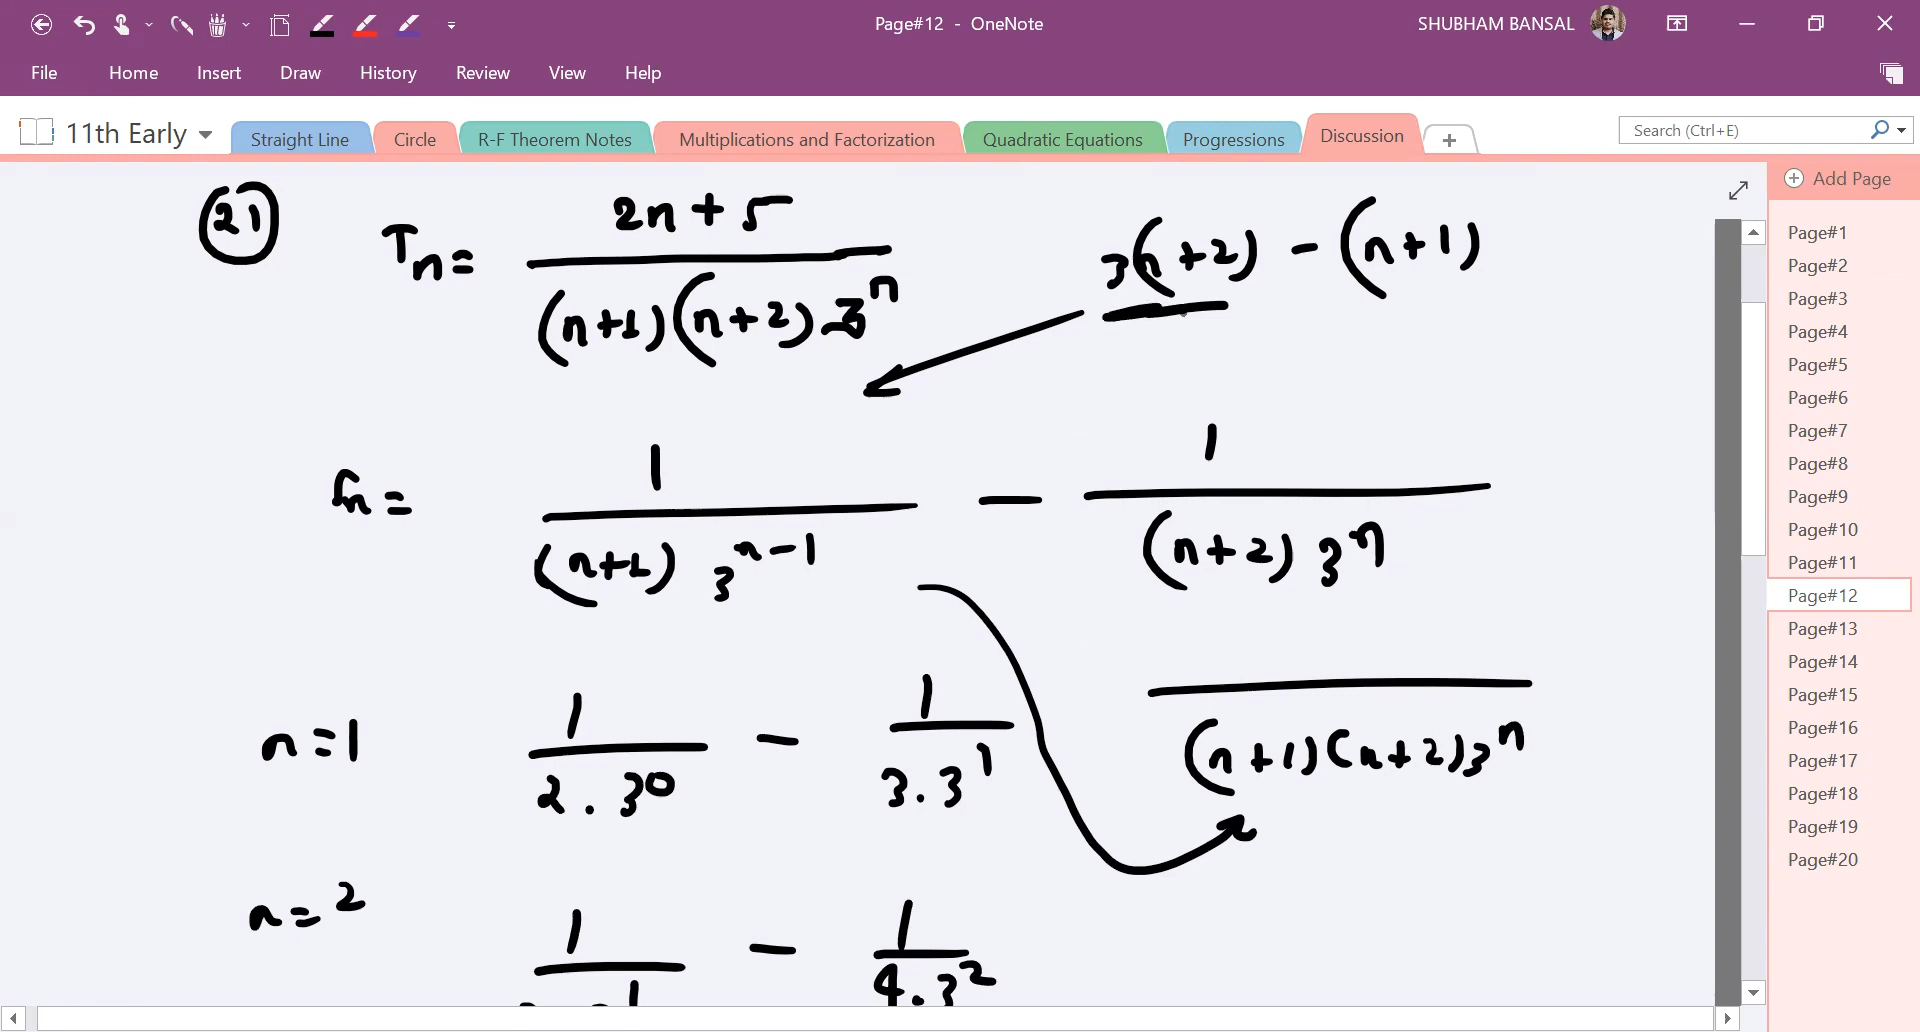 Page#12 - OneNote
SHUBHAM BANSAL
File Home Insert Draw History Review View Help
11th Early
Straight Line
Circle
R-F Theorem Notes
Multiplications and Factorization
Quadratic Equations
Progressions
Discussion
+
Search (Ctrl+E)
21
Tn = 2n + 5 / (n+1)(n+2).3^n
3(n+2) - (n+1)
= 1 / (n+1) 3^n-1 - 1 / (n+2) 3^n
(n+1)(n+2)3^n
n = 1
1 / 2.3^0 - 1 / 3.3^1
n = 2
1 - 1 / 4.3^2
Add Page
Page#1
Page#2
Page#3
Page#4
Page#5
Page#6
Page#7
Page#8
Page#9
Page#10
Page#11
Page#12
Page#13
Page#14
Page#15
Page#16
Page#17
Page#18
Page#19
Page#20